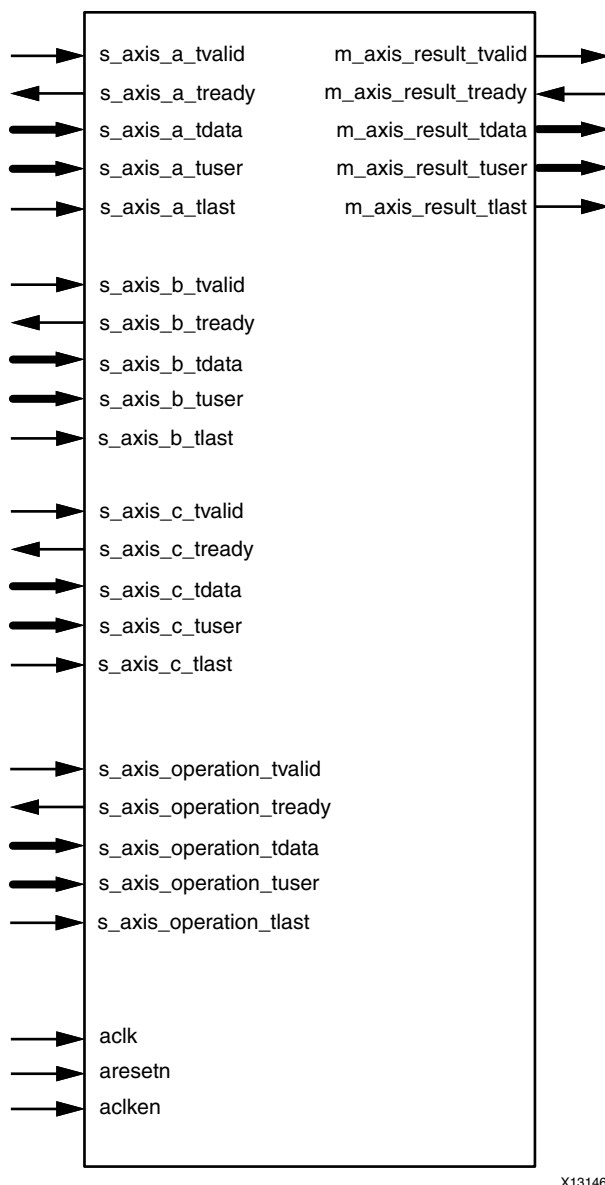 s_axis_a_tvalid m_axis_result_tvalid
s_axis_a_tready m_axis_result_tready
s_axis_a_tdata m_axis_result_tdata
s_axis_a_tuser m_axis_result_tuser
s_axis_a_tlast m_axis_result_tlast
s_axis_b_tvalid
s_axis_b_tready
s_axis_b_tdata
s_axis_b_tuser
s_axis_b_tlast
s_axis_c_tvalid
s_axis_c_tready
s_axis_c_tdata
s_axis_c_tuser
s_axis_c_tlast
s_axis_operation_tvalid
s_axis_operation_tready
s_axis_operation_tdata
s_axis_operation_tuser
s_axis_operation_tlast
aclk
aresetn
aclken
X13146